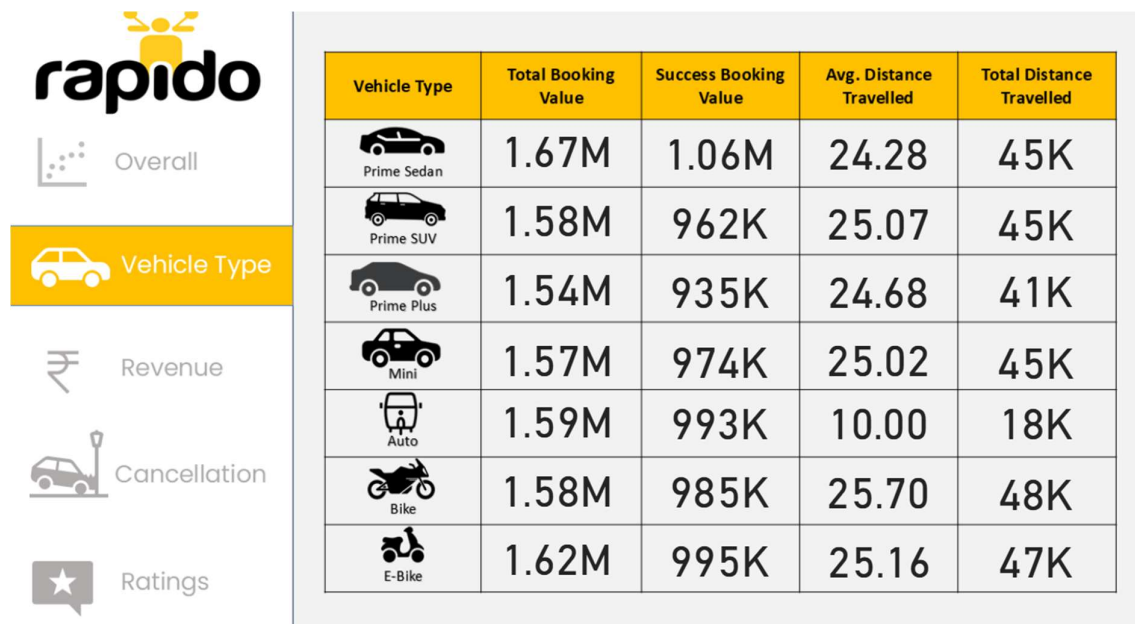 rapido
Overall
Vehicle Type
Revenue
Cancellation
Ratings
Vehicle Type Total Booking Value Success Booking Value Avg. Distance Travelled Total Distance Travelled
Prime Sedan 1.67M 1.06M 24.28 45K
Prime SUV 1.58M 962K 25.07 45K
Prime Plus 1.54M 935K 24.68 41K
Mini 1.57M 974K 25.02 45K
Auto 1.59M 993K 10.00 18K
Bike 1.58M 985K 25.70 48K
E-Bike 1.62M 995K 25.16 47K